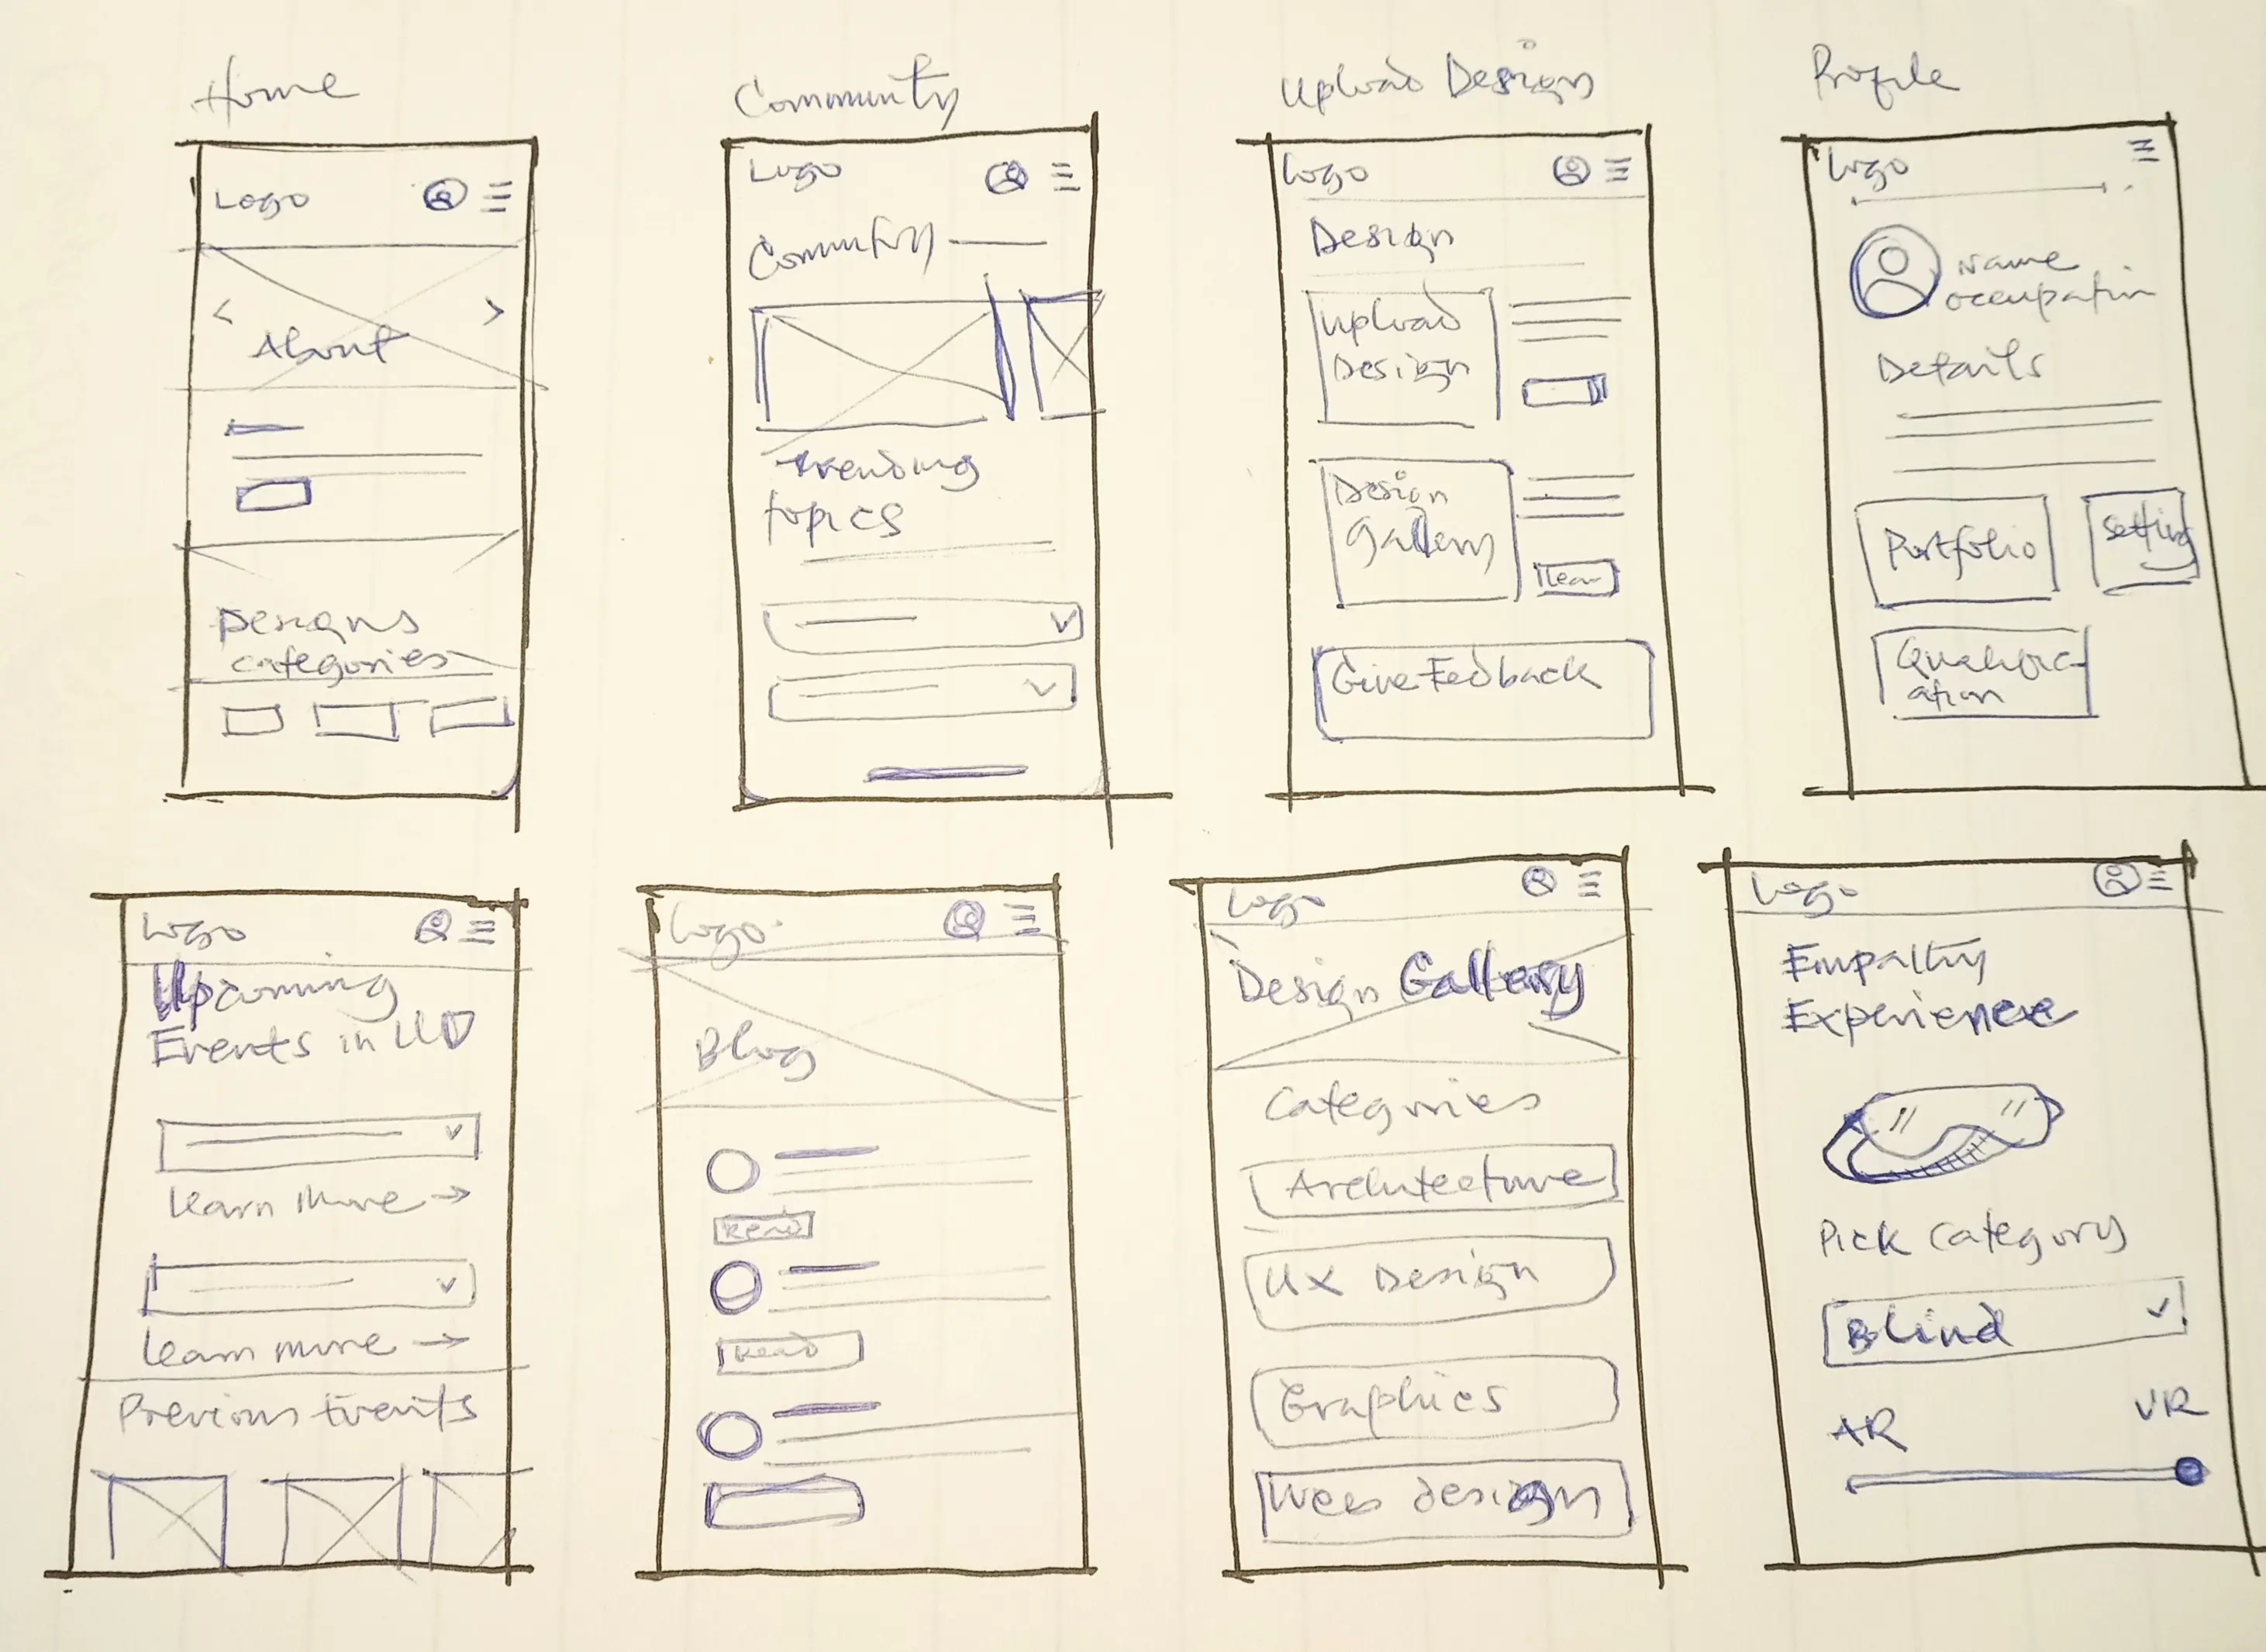 Home
Logo
About
Designs
categories
Community
Logo
Community
Trending
topics
Upload Design
Logo
Design
Upload
Design
Design
Gallery
Give Feedback
Profile
Logo
Name
occupation
Details
Portfolio
Setting
Qualific-
ation
Logo
Upcoming
Events in UD
Learn more →
Learn more →
Previous Events
Logo
Blog
Read
Read
Logo
Design Gallery
Categories
Architecture
UX Design
Graphics
Web design
Logo
Empathy
Experience
Pick Category
Blind
AR
VR